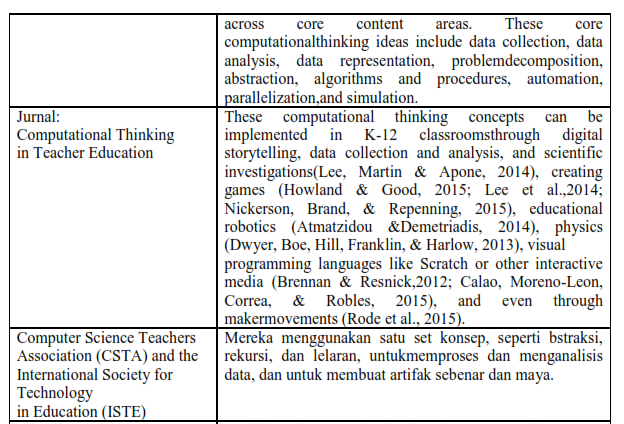 across core content areas. These core
computationalthinking ideas include data collection, data
analysis, data representation, problemdecomposition,
abstraction, algorithms and procedures, automation,
parallelization,and simulation.
Jurnal:
Computational Thinking
in Teacher Education
These computational thinking concepts can be
implemented in K-12 classroomsthrough digital
storytelling, data collection and analysis, and scientific
investigations(Lee, Martin & Apone, 2014), creating
games (Howland & Good, 2015; Lee et al.,2014;
Nickerson, Brand, & Repenning, 2015), educational
robotics (Atmatzidou &Demetriadis, 2014), physics
(Dwyer, Boe, Hill, Franklin, & Harlow, 2013), visual
programming languages like Scratch or other interactive
media (Brennan & Resnick,2012; Calao, Moreno-Leon,
Correa, & Robles, 2015), and even through
makermovements (Rode et al., 2015).
Computer Science Teachers
Association (CSTA) and the
International Society for
Technology
in Education (ISTE)
Mereka menggunakan satu set konsep, seperti bstraksi,
rekursi, dan lelaran, untukmemproses dan menganalisis
data, dan untuk membuat artifak sebenar dan maya.